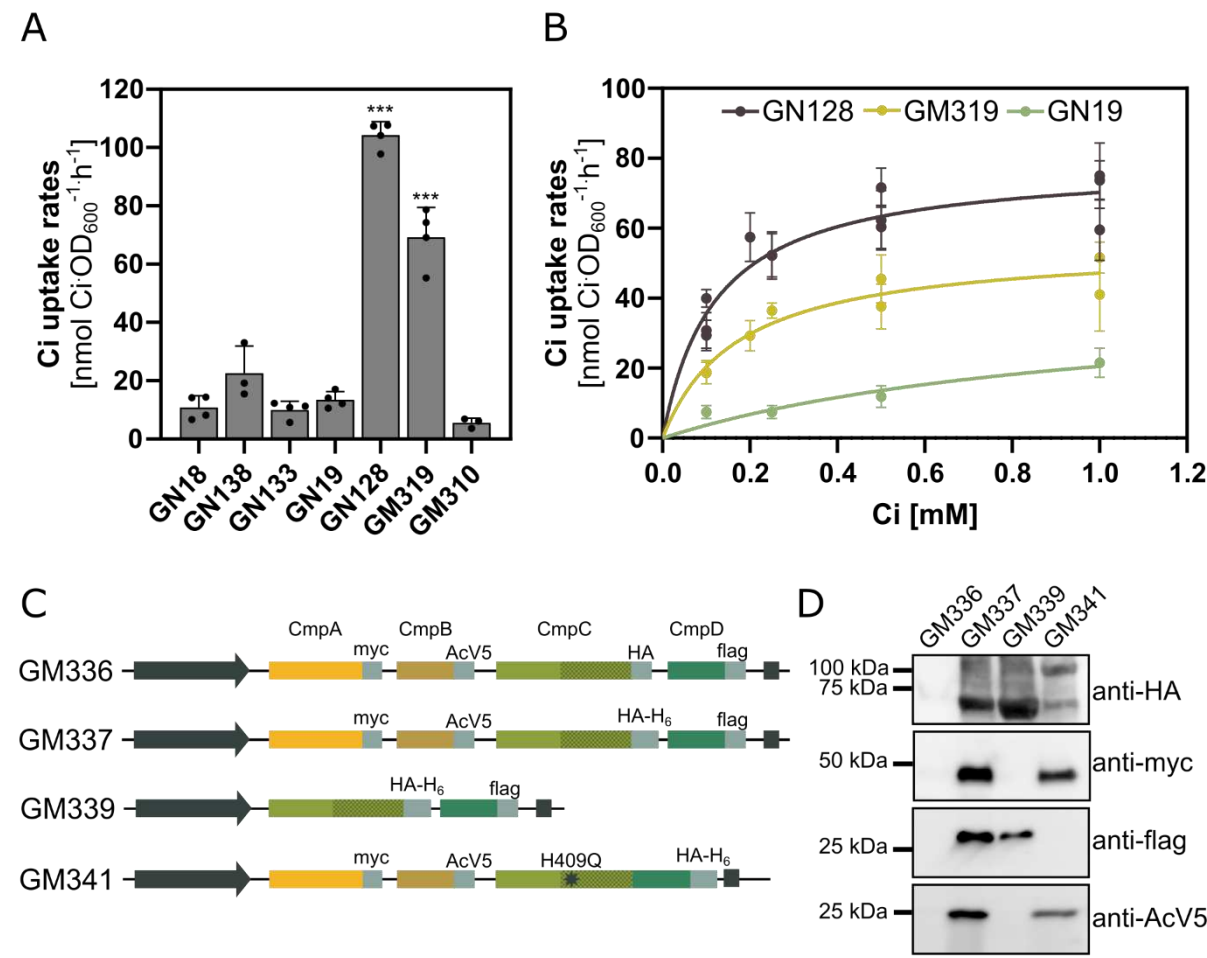 A
Ci uptake rates
[nmol Ci·OD600-1·h-1]
120
100
80
60
40
20
0
***
***
GN18
GN138
GN133
GN19
GN128
GM319
GM310
B
Ci uptake rates
[nmol Ci·OD600-1·h-1]
100
80
60
40
20
0
GN128 GM319 GN19
0.0 0.2 0.4 0.6 0.8 1.0 1.2
Ci [mM]
C
CmpA CmpB CmpC CmpD
GM336 myc AcV5 HA flag
GM337 myc AcV5 HA-H6 flag
GM339 HA-H6 flag
GM341 myc AcV5 H409Q HA-H6
D
GM336
GM337
GM339
GM341
100 kDa
75 kDa
anti-HA
50 kDa
anti-myc
25 kDa
anti-flag
25 kDa
anti-AcV5